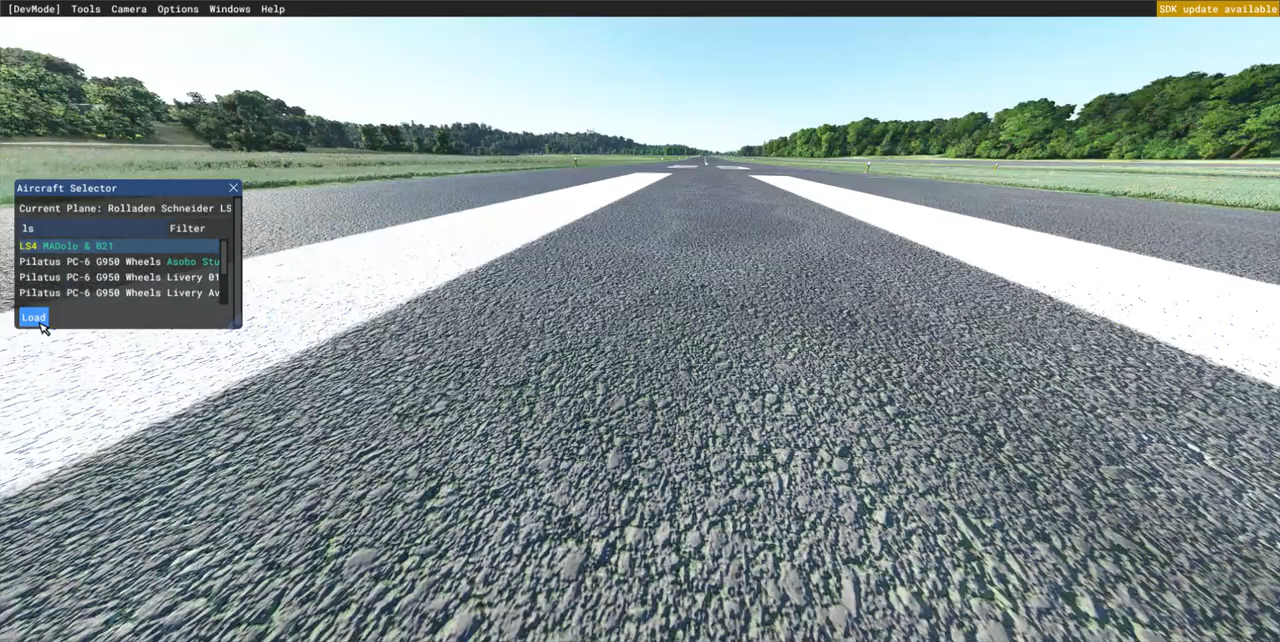 [DevMode] Tools Camera Options Windows Help SDK update available
Aircraft Selector
Current Plane: Rolladen Schneider LS
ls Filter
LS4 MADolo & B21
Pilatus PC-6 G950 Wheels Asobo Stu
Pilatus PC-6 G950 Wheels Livery 01
Pilatus PC-6 G950 Wheels Livery Av
Load